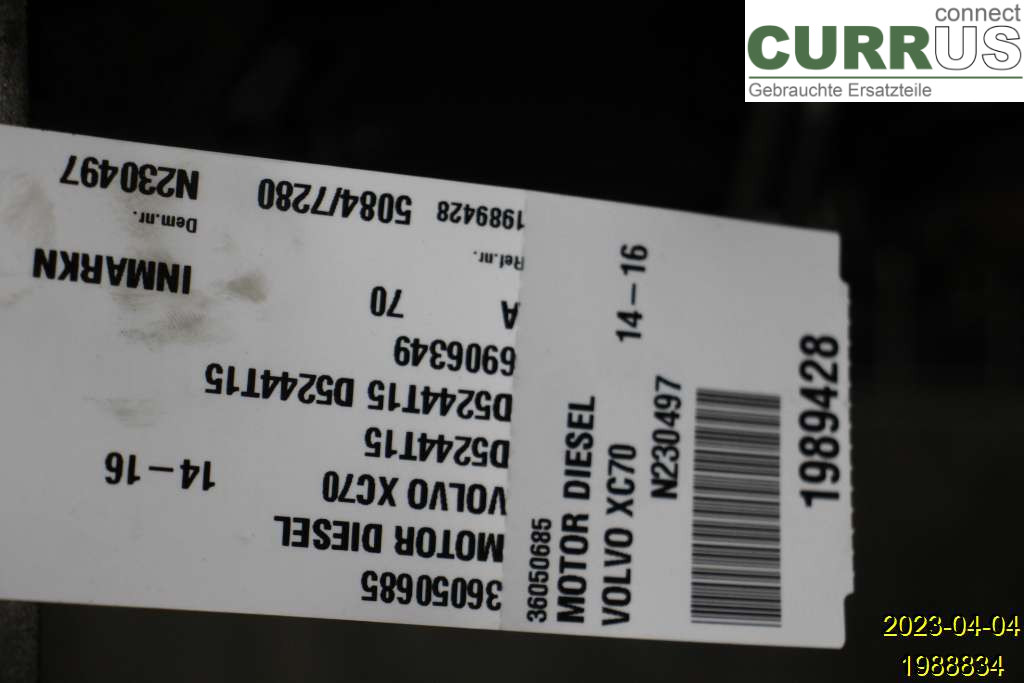 connect
CURRUS
Gebrauchte Ersatzteile
36050685
MOTOR DIESEL
VOLVO XC70 14–16
D5244T15
D5244T15 D5244T15
6906349
A 70 INMARKN
Ref.nr. Dem.nr.
1989428 5084/7280 N230497
36050685
MOTOR DIESEL
VOLVO XC70 14–16
N230497
1989428
2023-04-04
1988834